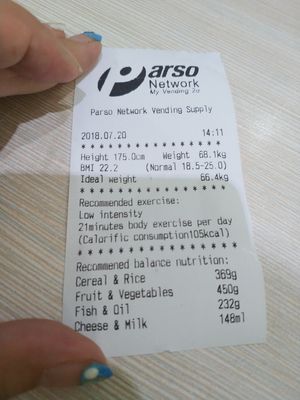 Parso
Network
My Vending 2u
Parso Network Vending Supply
2018.07.20 14:11
* * * * * * * * * * * * * * * *
Height 175.0cm Weight 68.1kg
BMI 22.2 (Normal 18.5-25.0)
Ideal weight 66.4kg
* * * * * * * * * * * * * * * *
Recommended exercise:
Low intensity
21minutes body exercise per day
(Calorific consumption105kcal)
* * * * * * * * * * * * * * * *
Recommened balance nutrition:
Cereal & Rice 369g
Fruit & Vegetables 450g
Fish & Oil 232g
Cheese & Milk 148ml